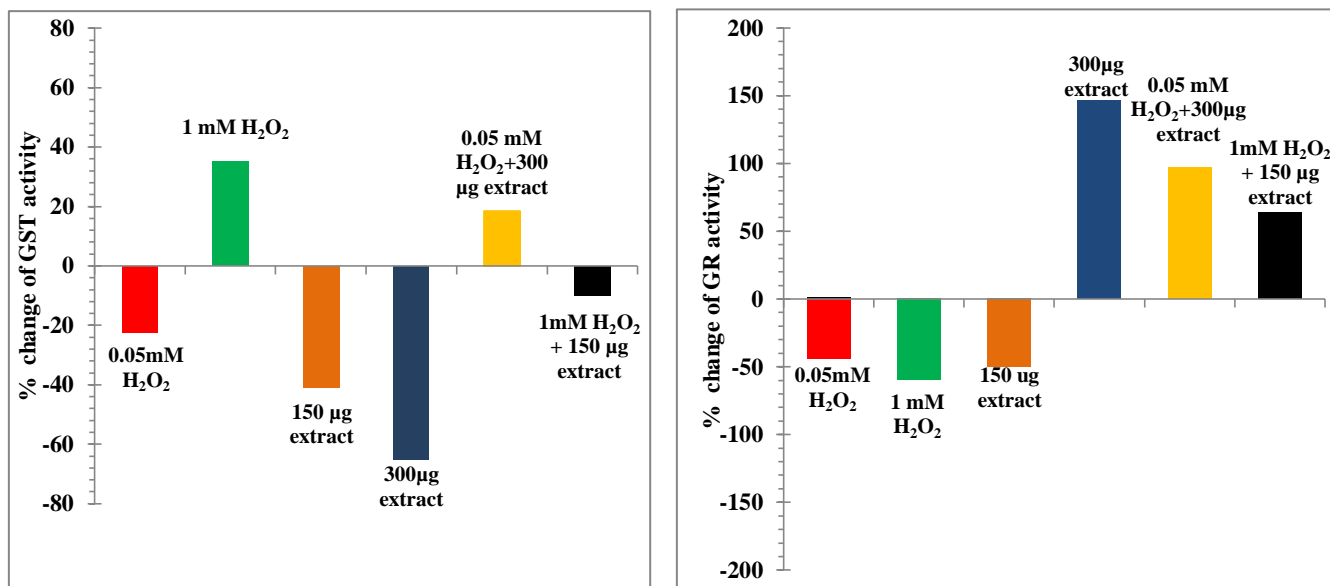 % change of GST activity
80
60
40
20
0
-20
-40
-60
-80
0.05mM
H₂O₂
1 mM H₂O₂
150 µg
extract
300µg
extract
0.05 mM
H₂O₂+300
µg extract
1mM H₂O₂
+ 150 µg
extract
% change of GR activity
200
150
100
50
0
-50
-100
-150
-200
0.05mM
H₂O₂
1 mM
H₂O₂
150 ug
extract
300µg
extract
0.05 mM
H₂O₂+300µg
extract
1mM H₂O₂
+ 150 µg
extract